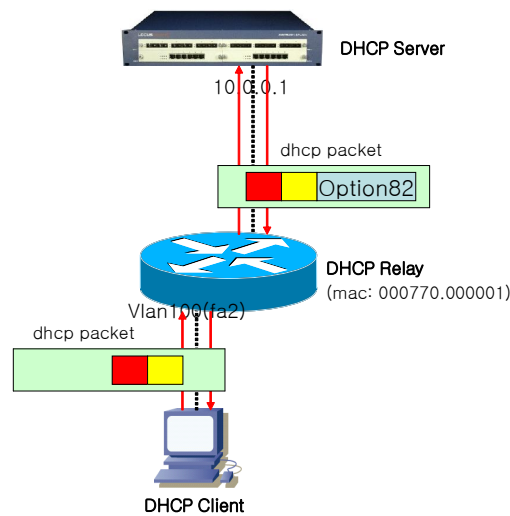 DHCP Server
10.0.0.1
dhcp packet
Option82
DHCP Relay
(mac: 000770.000001)
Vlan100(fa2)
dhcp packet
DHCP Client